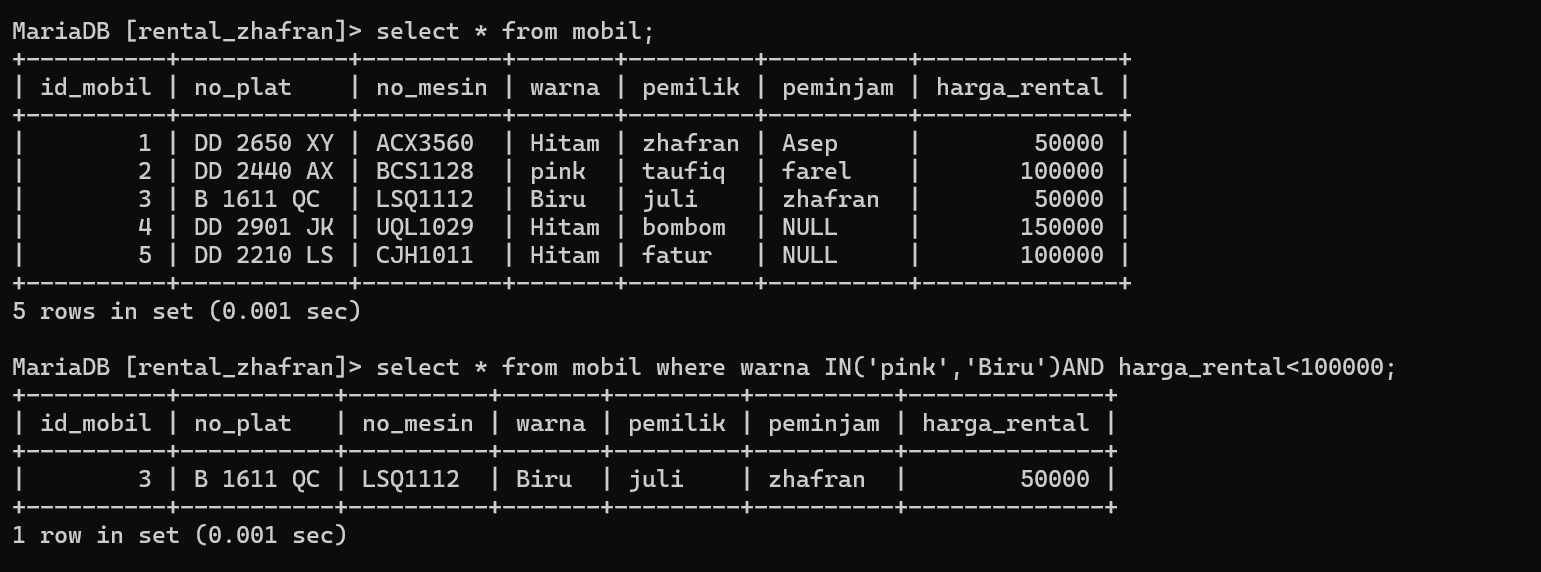 MariaDB [rental_zhafran]> select * from mobil;
+----------+------------+----------+-------+---------+----------+--------------+
| id_mobil | no_plat    | no_mesin | warna | pemilik | peminjam | harga_rental |
+----------+------------+----------+-------+---------+----------+--------------+
|        1 | DD 2650 XY | ACX3560  | Hitam | zhafran | Asep     |        50000 |
|        2 | DD 2440 AX | BCS1128  | pink  | taufiq  | farel    |       100000 |
|        3 | B 1611 QC  | LSQ1112  | Biru  | juli    | zhafran  |        50000 |
|        4 | DD 2901 JK | UQL1029  | Hitam | bombom  | NULL     |       150000 |
|        5 | DD 2210 LS | CJH1011  | Hitam | fatur   | NULL     |       100000 |
+----------+------------+----------+-------+---------+----------+--------------+
5 rows in set (0.001 sec)
MariaDB [rental_zhafran]> select * from mobil where warna IN('pink','Biru')AND harga_rental<100000;
+----------+-----------+----------+-------+---------+----------+--------------+
| id_mobil | no_plat   | no_mesin | warna | pemilik | peminjam | harga_rental |
+----------+-----------+----------+-------+---------+----------+--------------+
|        3 | B 1611 QC | LSQ1112  | Biru  | juli    | zhafran  |        50000 |
+----------+-----------+----------+-------+---------+----------+--------------+
1 row in set (0.001 sec)